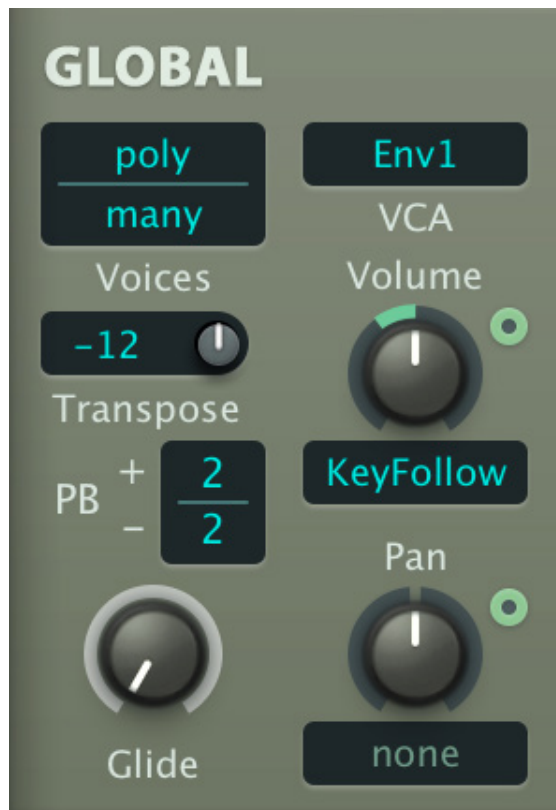 GLOBAL
poly
many
Voices
-12
Transpose
PB + 2
- 2
Glide
Env1
VCA
Volume
KeyFollow
Pan
none